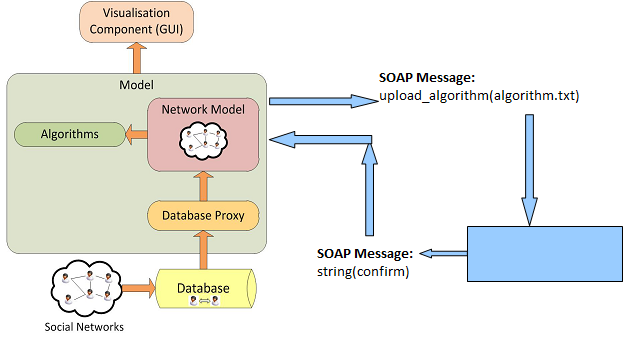 Visualisation
Component (GUI)
Model
Network Model
Algorithms
Database Proxy
Database
Social Networks
SOAP Message:
upload_algorithm(algorithm.txt)
SOAP Message:
string(confirm)